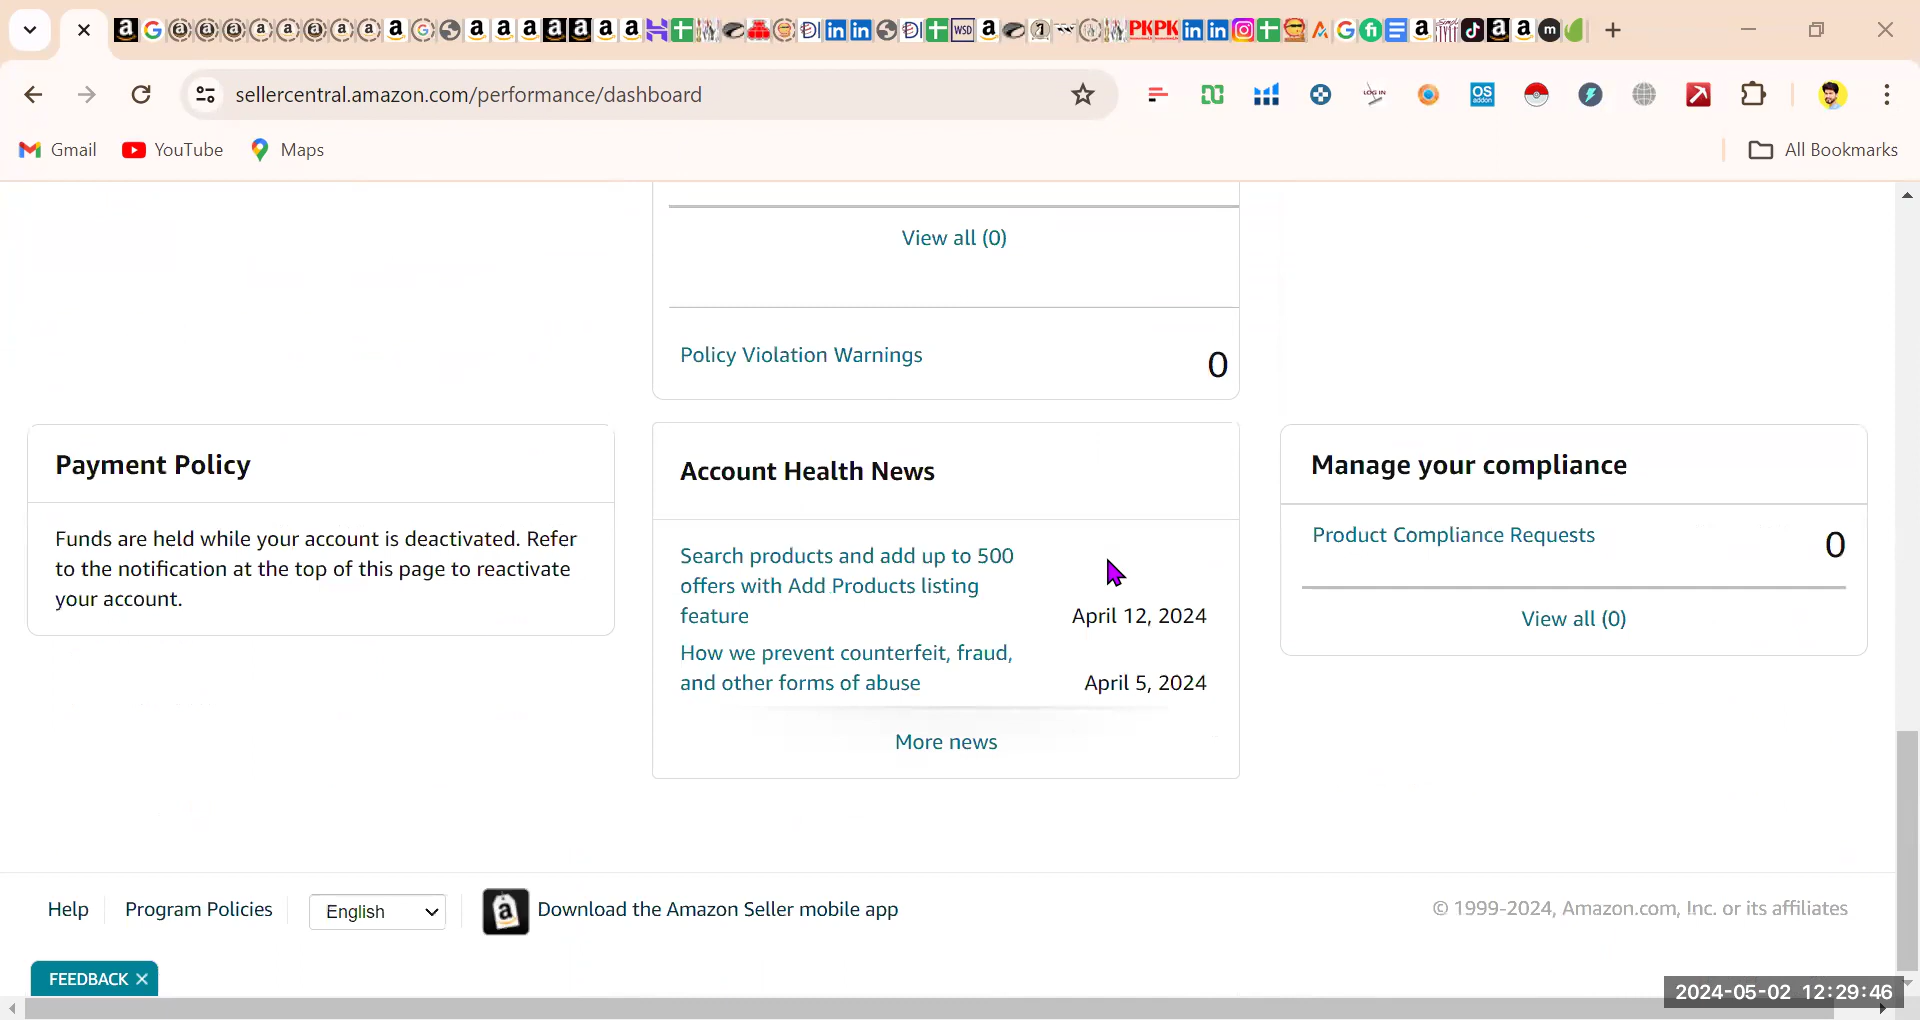 sellercentral.amazon.com/performance/dashboard
Gmail
YouTube
Maps
All Bookmarks
View all (0)
Policy Violation Warnings
0
Payment Policy
Funds are held while your account is deactivated. Refer
to the notification at the top of this page to reactivate
your account.
Account Health News
Search products and add up to 500
offers with Add Products listing
feature
April 12, 2024
How we prevent counterfeit, fraud,
and other forms of abuse
April 5, 2024
More news
Manage your compliance
Product Compliance Requests
0
View all (0)
Help
Program Policies
English
Download the Amazon Seller mobile app
© 1999-2024, Amazon.com, Inc. or its affiliates
FEEDBACK
2024-05-02 12:29:46